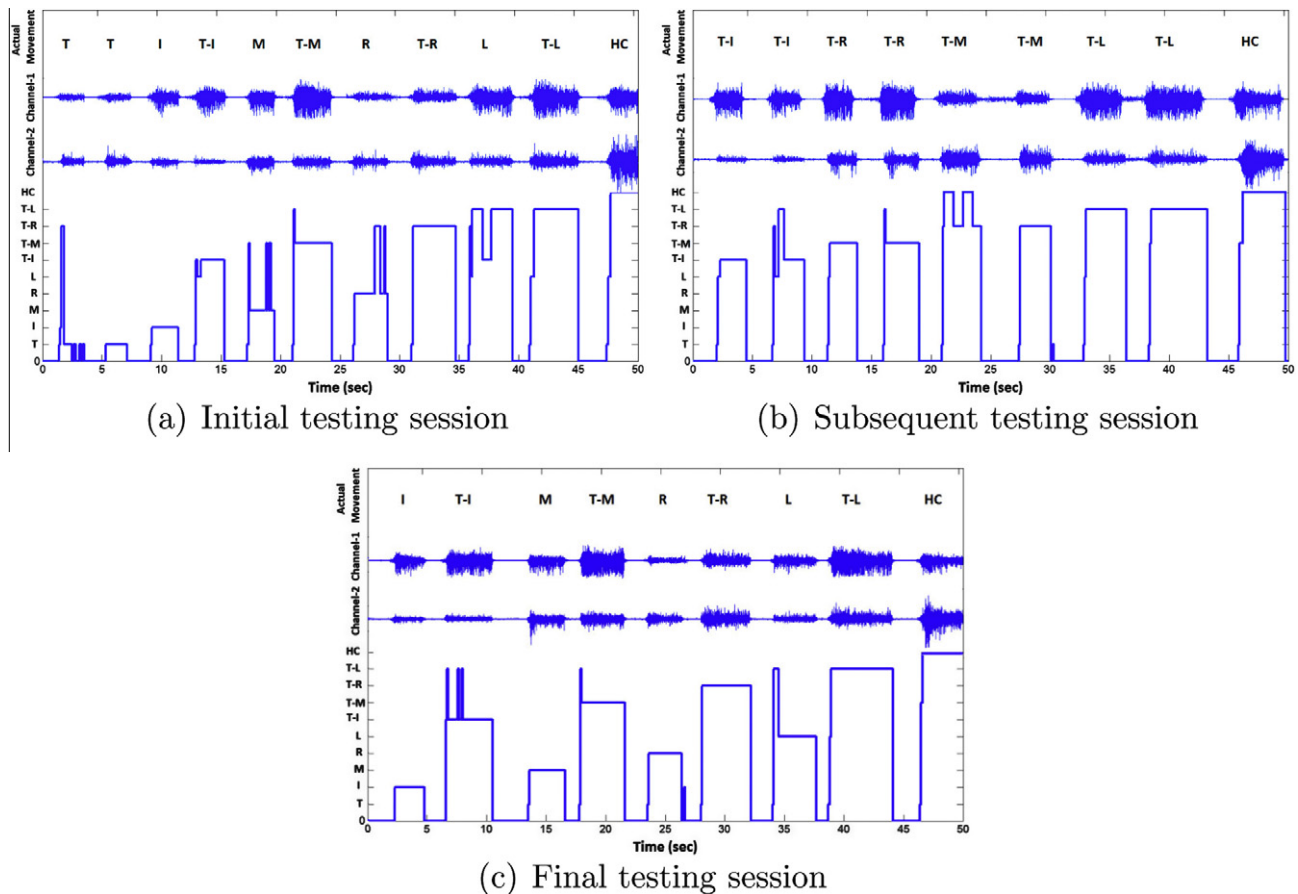 Actual Movement
T T I T-I M T-M R T-R L T-L HC
Channel-1
Channel-2
HC
T-L
T-R
T-M
T-I
L
R
M
I
T
0
0 5 10 15 20 25 30 35 40 45 50
Time (sec)
(a) Initial testing session
Actual Movement
T-I T-I T-R T-R T-M T-M T-L T-L HC
Channel-1
Channel-2
HC
T-L
T-R
T-M
T-I
L
R
M
I
T
0
0 5 10 15 20 25 30 35 40 45 50
Time (sec)
(b) Subsequent testing session
Actual Movement
I T-I M T-M R T-R L T-L HC
Channel-1
Channel-2
HC
T-L
T-R
T-M
T-I
L
R
M
I
T
0
0 5 10 15 20 25 30 35 40 45 50
Time (sec)
(c) Final testing session